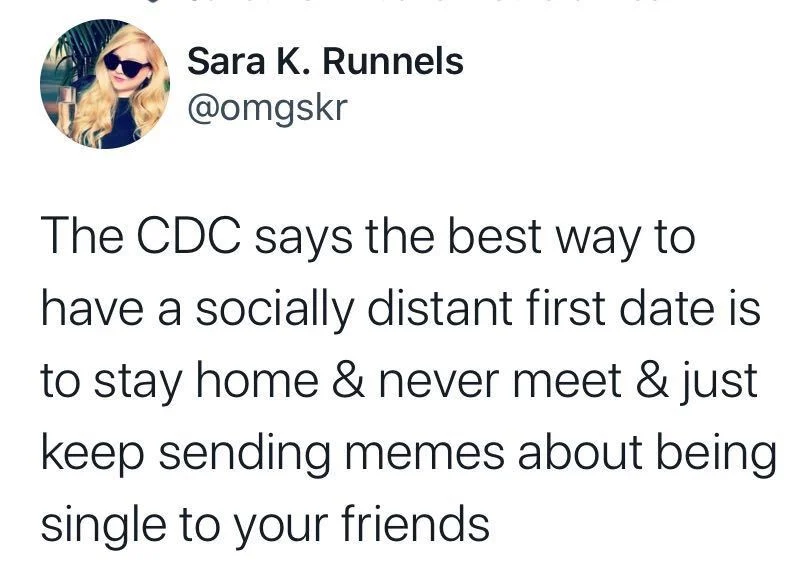 Sara K. Runnels
@omgskr
The CDC says the best way to
have a socially distant first date is
to stay home & never meet & just
keep sending memes about being
single to your friends